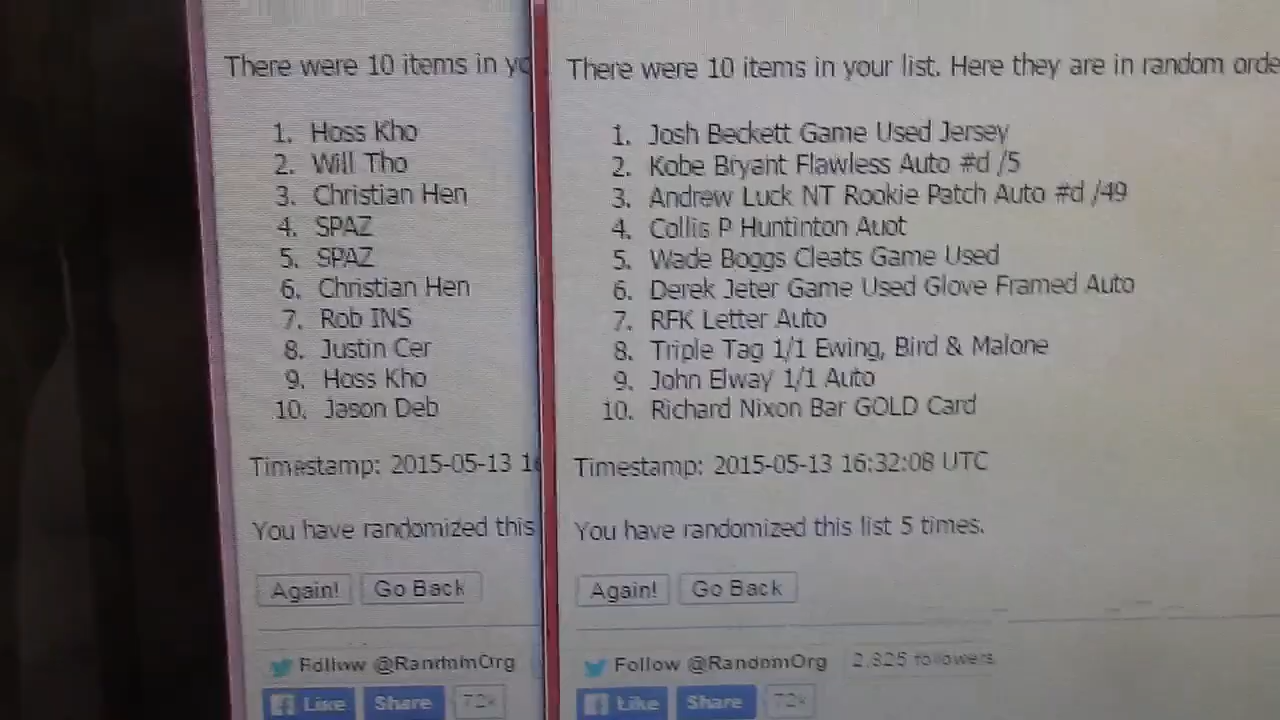 There were 10 items in yo
1. Hoss Kho
2. Will Tho
3. Christian Hen
4. SPAZ
5. SPAZ
6. Christian Hen
7. Rob INS
8. Justin Cer
9. Hoss Kho
10. Jason Deb
Timestamp: 2015-05-13 16
You have randomized this
Again! Go Back
Follow @RandomOrg
Like Share 72k
There were 10 items in your list. Here they are in random orde
1. Josh Beckett Game Used Jersey
2. Kobe Bryant Flawless Auto #d /5
3. Andrew Luck NT Rookie Patch Auto #d /49
4. Collis P Huntinton Auot
5. Wade Boggs Cleats Game Used
6. Derek Jeter Game Used Glove Framed Auto
7. RFK Letter Auto
8. Triple Tag 1/1 Ewing, Bird & Malone
9. John Elway 1/1 Auto
10. Richard Nixon Bar GOLD Card
Timestamp: 2015-05-13 16:32:08 UTC
You have randomized this list 5 times.
Again! Go Back
Follow @RandomOrg 2,825 followers
Like Share 72k